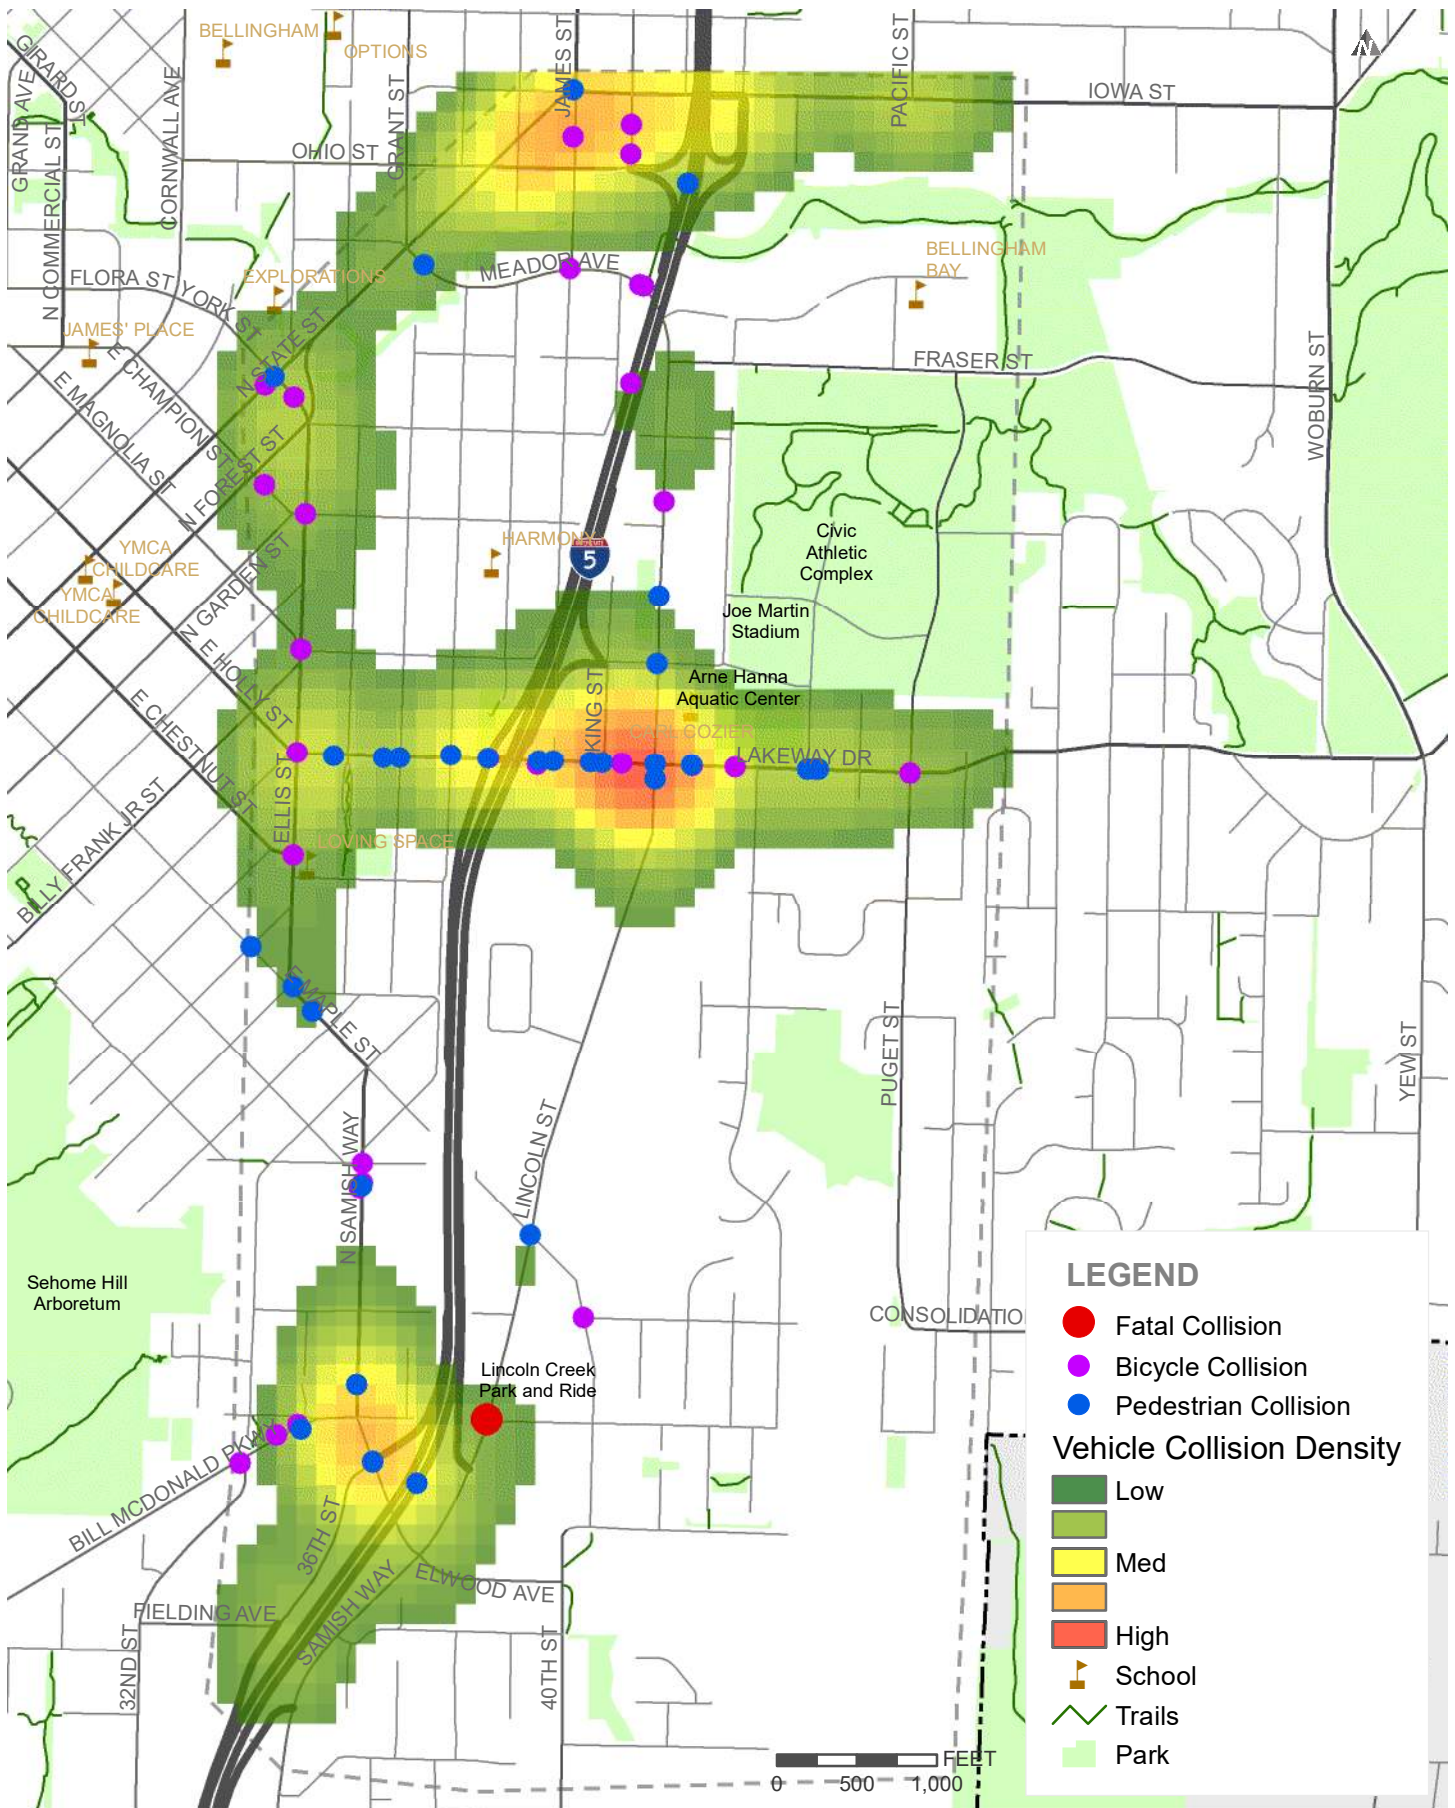 BELLINGHAM
OPTIONS
GIRARD ST
GRAND AVE
N COMMERCIAL ST
CORNWALL AVE
GRANT ST
JAMES ST
PACIFIC ST
N
IOWA ST
OHIO ST
MEADOR AVE
BELLINGHAM
BAY
EXPLORATIONS
FLORA ST
YORK ST
JAMES' PLACE
N STATE ST
E CHAMPION ST
E MAGNOLIA ST
N FOREST ST
FRASER ST
WOBURN ST
HARMONY
INTERSTATE
5
Civic
Athletic
Complex
YMCA
CHILDCARE
YMCA
CHILDCARE
N GARDEN ST
Joe Martin
Stadium
N
E HOLLY ST
E CHESTNUT ST
KING ST
Arne Hanna
Aquatic Center
CARL COZIER
LAKEWAY DR
ELLIS ST
BILLY FRANK JR ST
LOVING SPACE
E MAPLE ST
N SAMISH WAY
LINCOLN ST
PUGET ST
YEW ST
Sehome Hill
Arboretum
CONSOLIDATION
Lincoln Creek
Park and Ride
BILL MCDONALD PKWY
36TH ST
SAMISH WAY
ELWOOD AVE
FIELDING AVE
32ND ST
40TH ST
LEGEND
Fatal Collision
Bicycle Collision
Pedestrian Collision
Vehicle Collision Density
Low
Med
High
School
Trails
Park
FEET
0 500 1,000